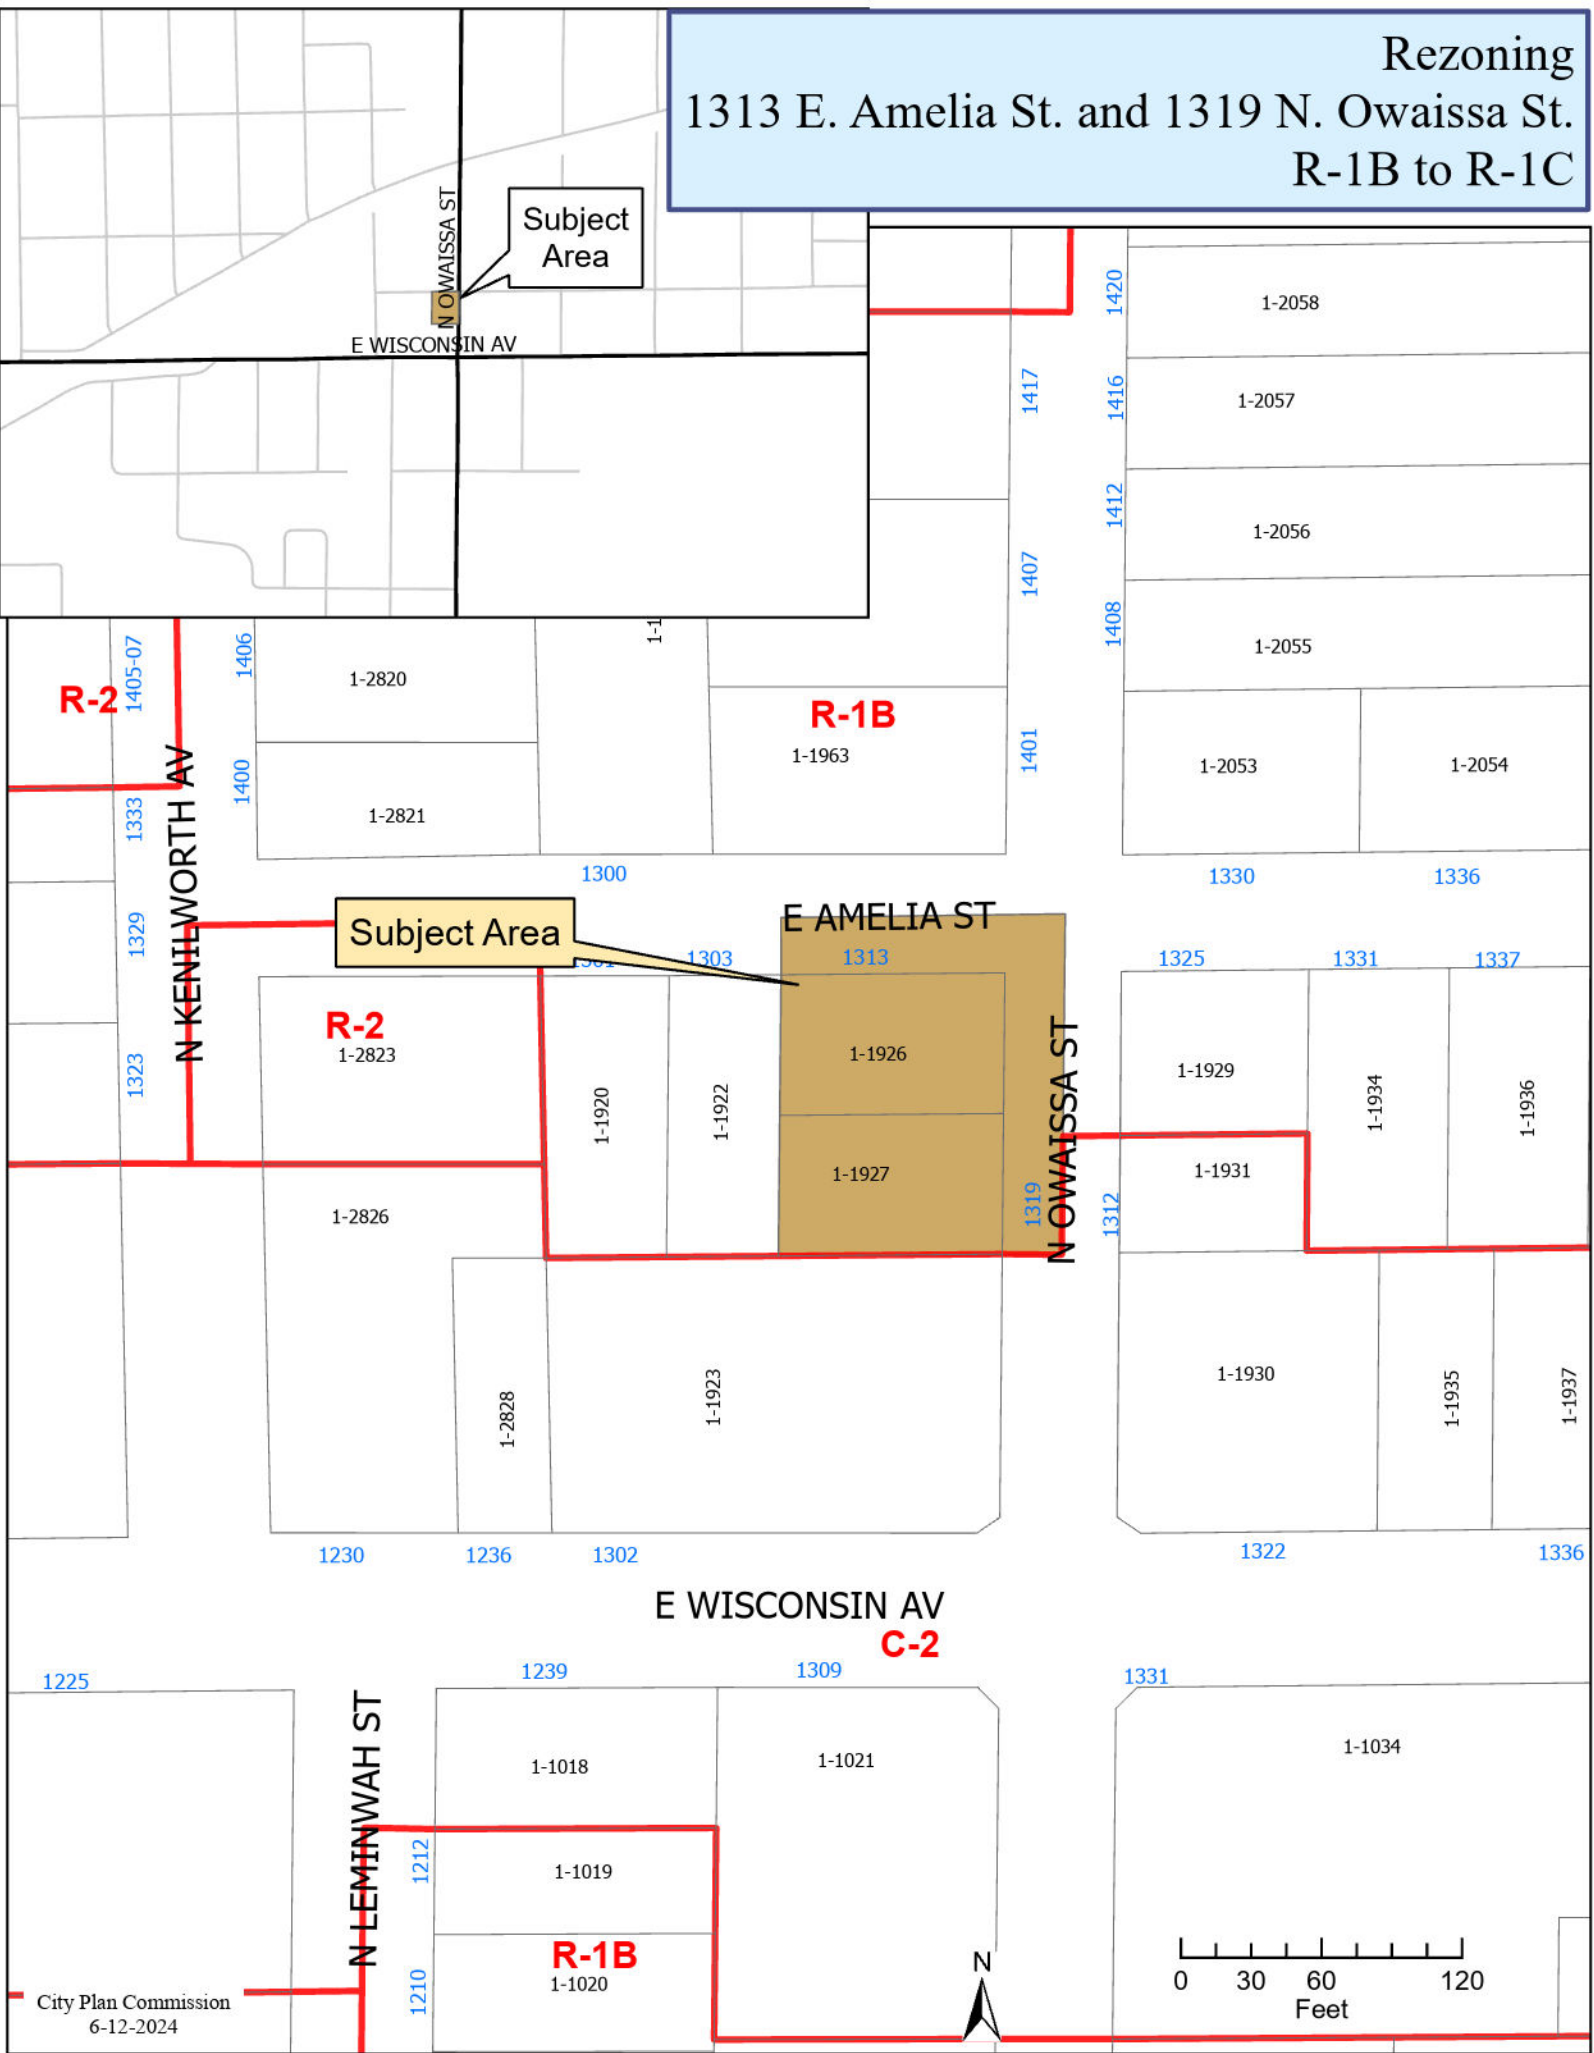 Rezoning
1313 E. Amelia St. and 1319 N. Owaissa St.
R-1B to R-1C
N OWAISSA ST
Subject
Area
E WISCONSIN AV
1420
1-2058
1417
1416
1-2057
1412
1-2056
1407
1408
1-2055
1405-07
1406
1-2820
R-2
R-1B
1-1963
1401
1-2053
1-2054
1400
1333
1-2821
N KENILWORTH AV
1300
1330
1336
1329
Subject Area
E AMELIA ST
1303
1313
1325
1331
1337
R-2
1-2823
1323
1-1920
1-1922
1-1926
1-1929
1-1934
1-1936
N OWAISSA ST
1-1927
1319
1312
1-1931
1-2826
1-2828
1-1923
1-1930
1-1935
1-1937
1230
1236
1302
1322
1336
E WISCONSIN AV
C-2
1225
1239
1309
1331
N LEMINWAH ST
1-1018
1-1021
1-1034
1212
1-1019
R-1B
1-1020
1210
N
0 30 60 120
Feet
City Plan Commission
6-12-2024